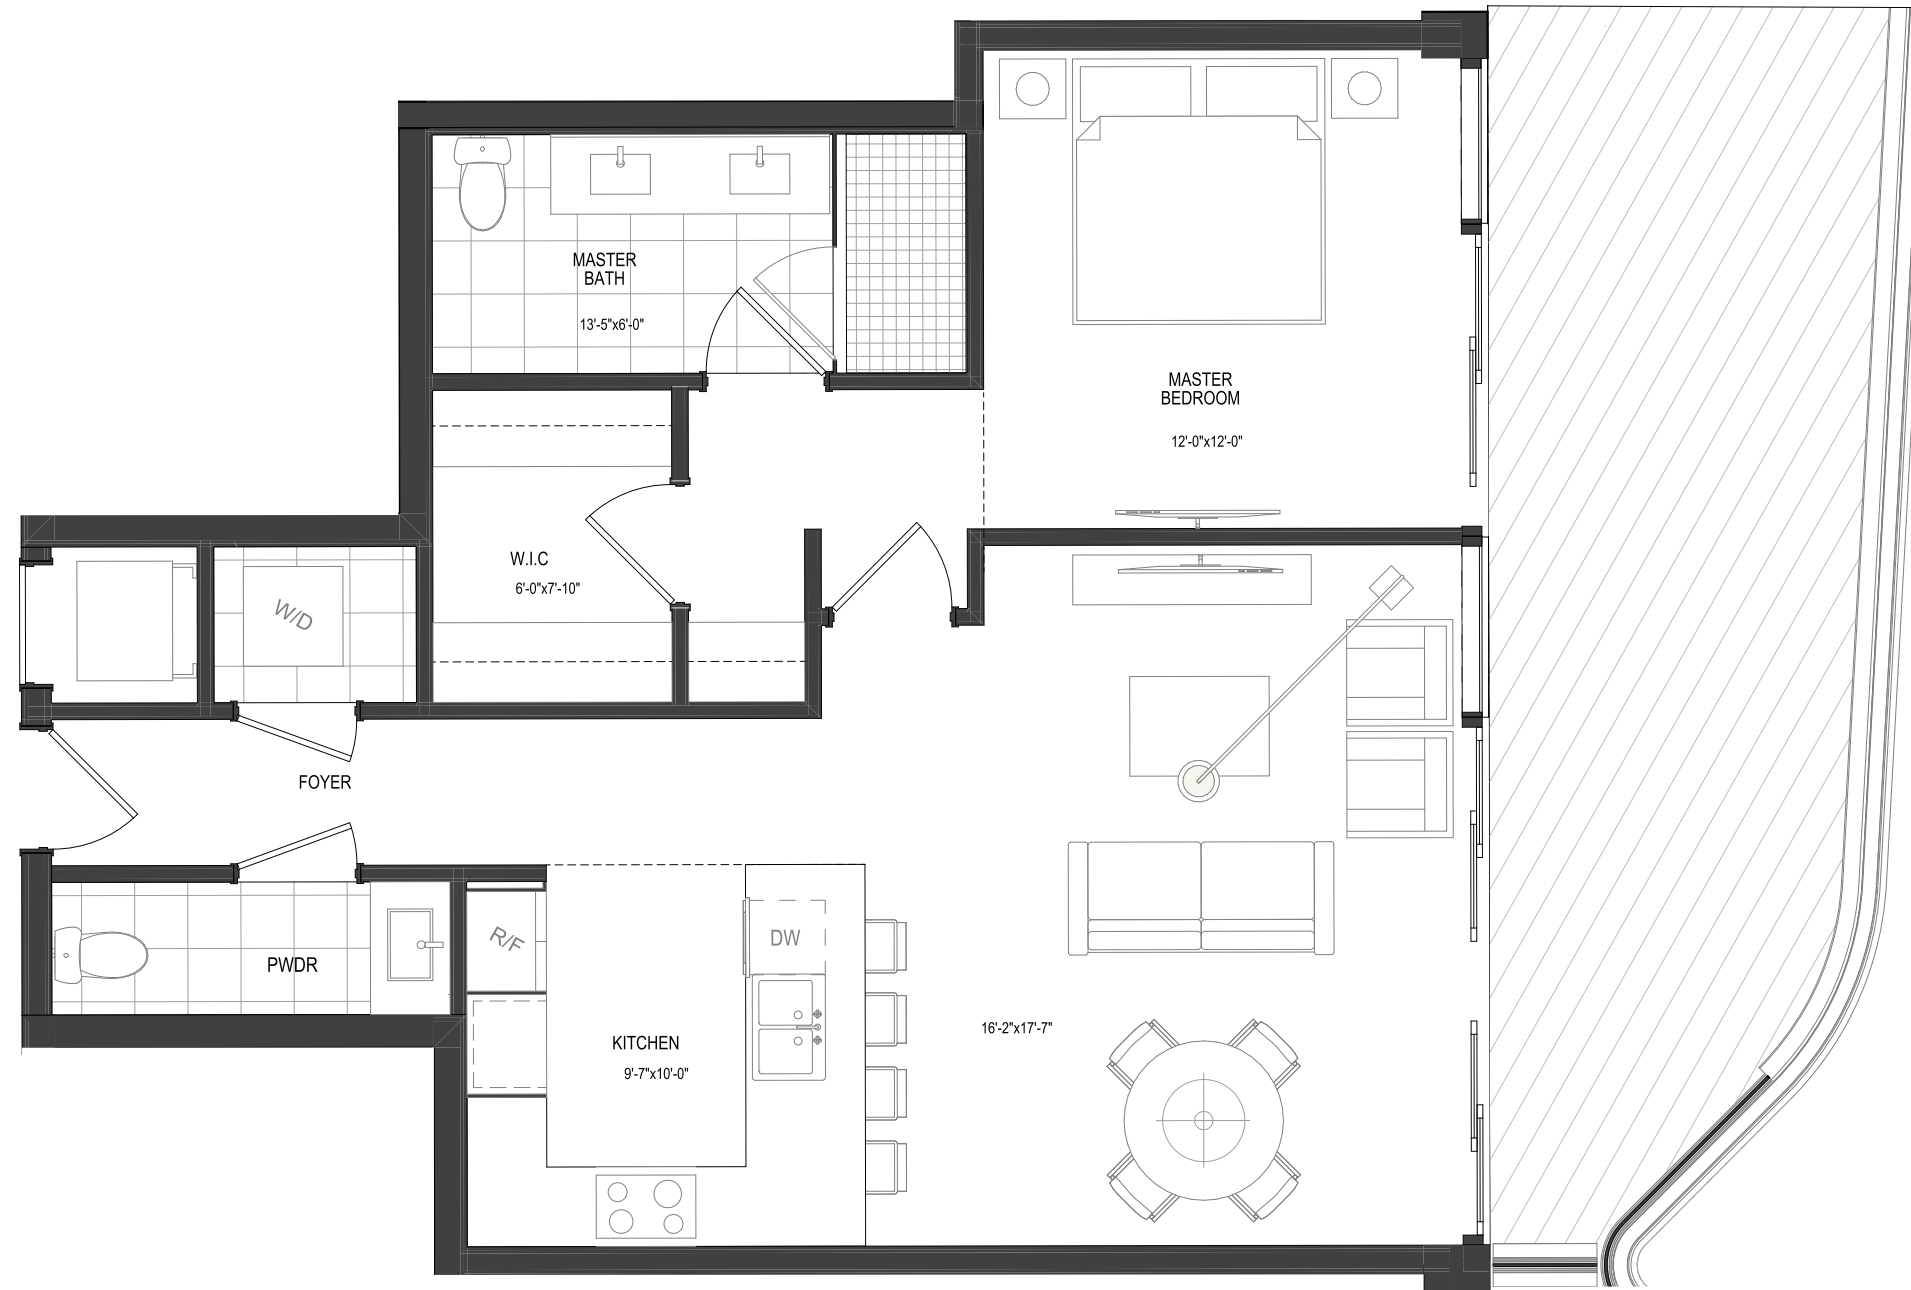 MASTER
BATH
13'-5"x6'-0"
MASTER
BEDROOM
12'-0"x12'-0"
W.I.C
6'-0"x7'-10"
W/D
FOYER
PWDR
R/F
DW
KITCHEN
9'-7"x10'-0"
16'-2"x17'-7"